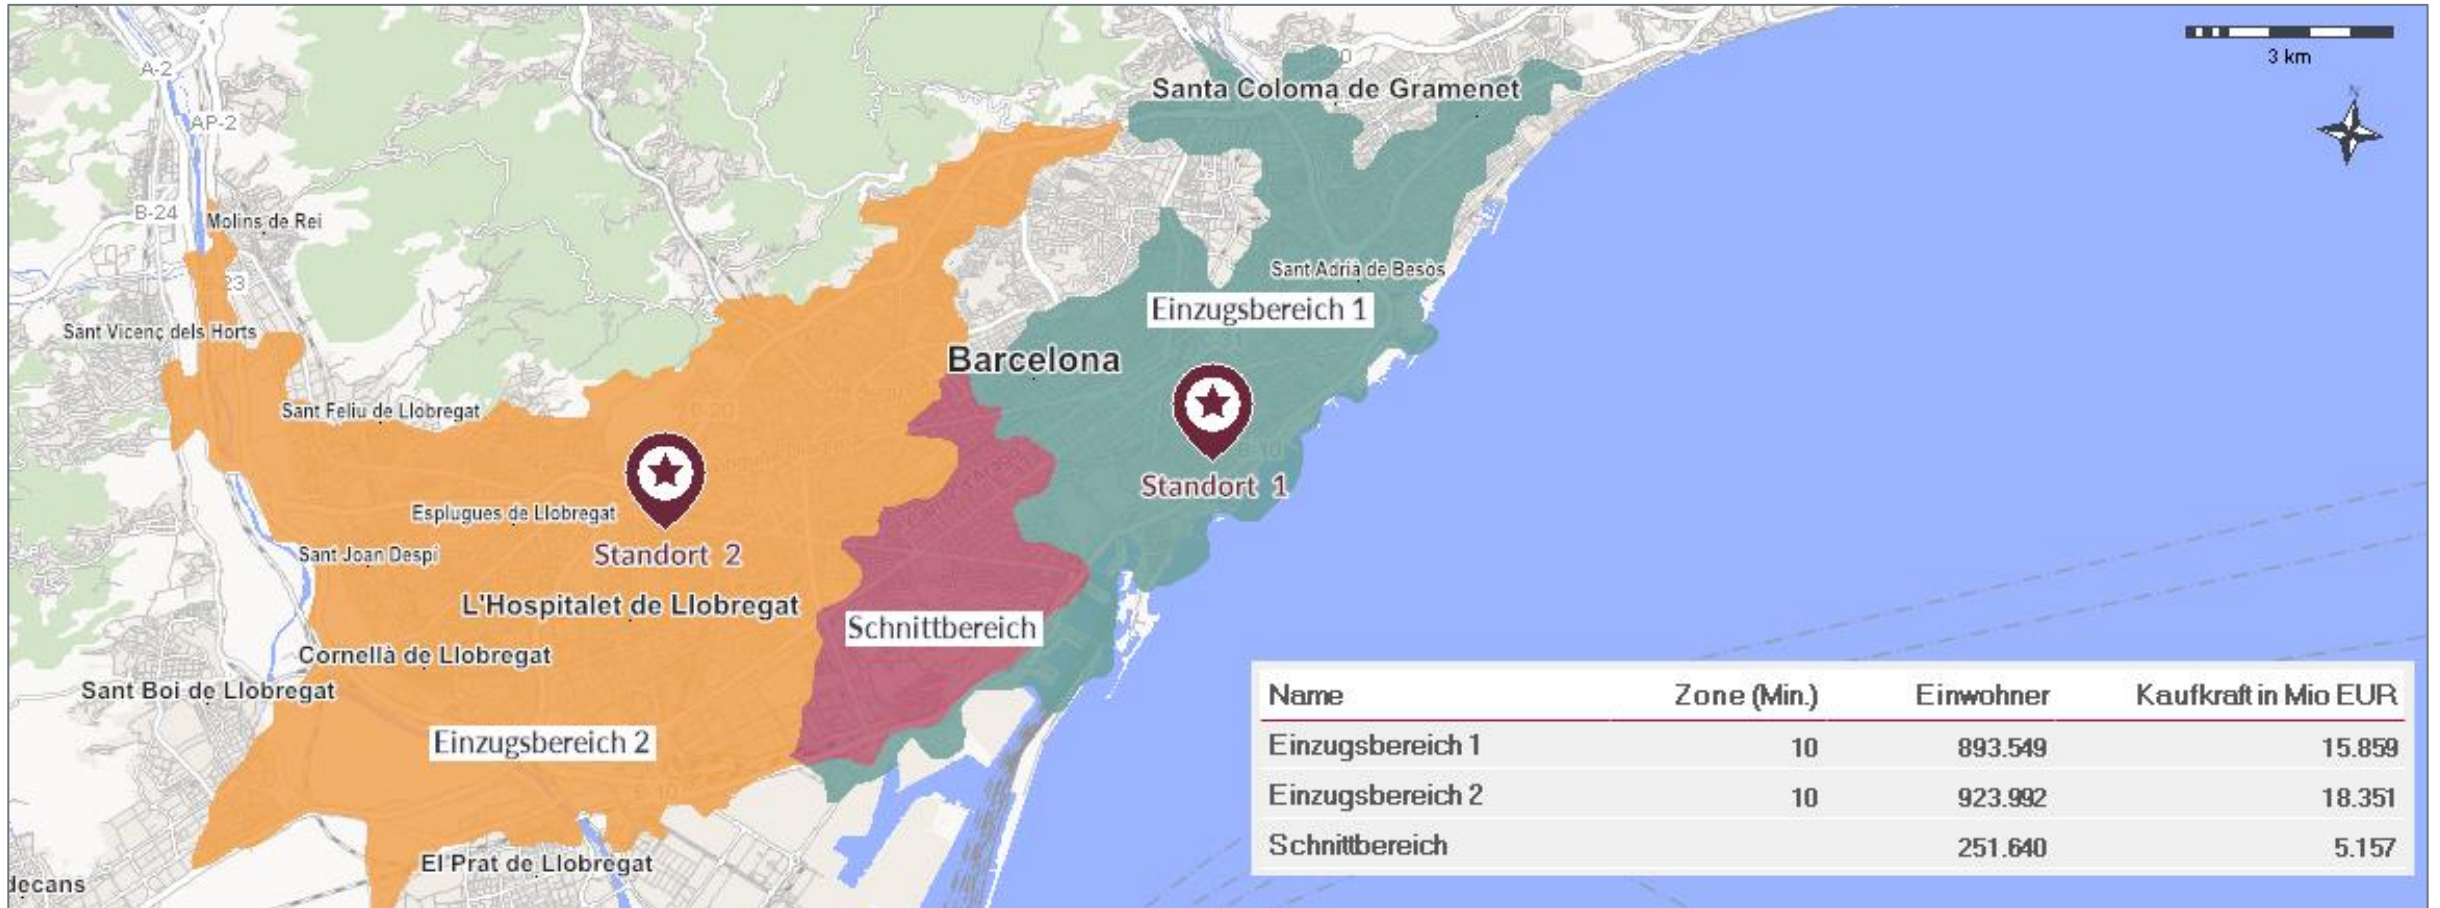 3 km
N
A-2
Santa Coloma de Gramenet
AP-2
B-24
Molins de Rei
23
Sant Adrià de Besòs
Einzugsbereich 1
Sant Vicenç dels Horts
Barcelona
Sant Feliu de Llobregat
B-20
B-10
Standort 1
Esplugues de Llobregat
Sant Joan Despí
Standort 2
L'Hospitalet de Llobregat
Schnittbereich
Cornellà de Llobregat
Sant Boi de Llobregat
Einzugsbereich 2
El Prat de Llobregat
decans
Name Zone (Min.) Einwohner Kaufkraft in Mio EUR
Einzugsbereich 1 10 893.549 15.859
Einzugsbereich 2 10 923.992 18.351
Schnittbereich 251.640 5.157